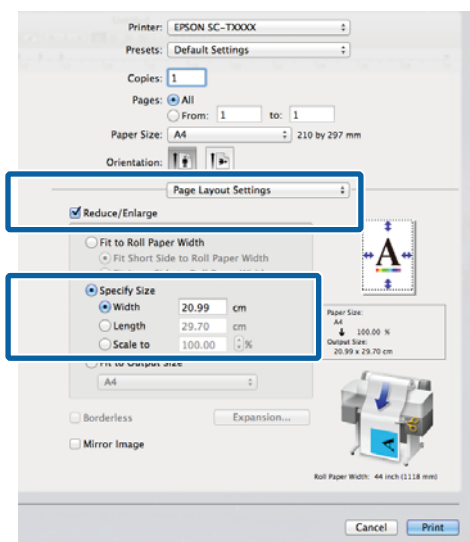 Printer: EPSON SC-TXXXX
Presets: Default Settings
Copies: 1
Pages: All
From: 1 to: 1
Paper Size: A4 210 by 297 mm
Orientation:
Page Layout Settings
Reduce/Enlarge
Fit to Roll Paper Width
Fit Short Side to Roll Paper Width
Specify Size
Width 20.99 cm
Length 29.70 cm
Scale to 100.00 %
Fit to Output Size
A4
Borderless Expansion...
Mirror Image
A
Paper Size:
A4
100.00 %
Output Size:
20.99 x 29.70 cm
Roll Paper Width: 44 inch (1118 mm)
Cancel Print